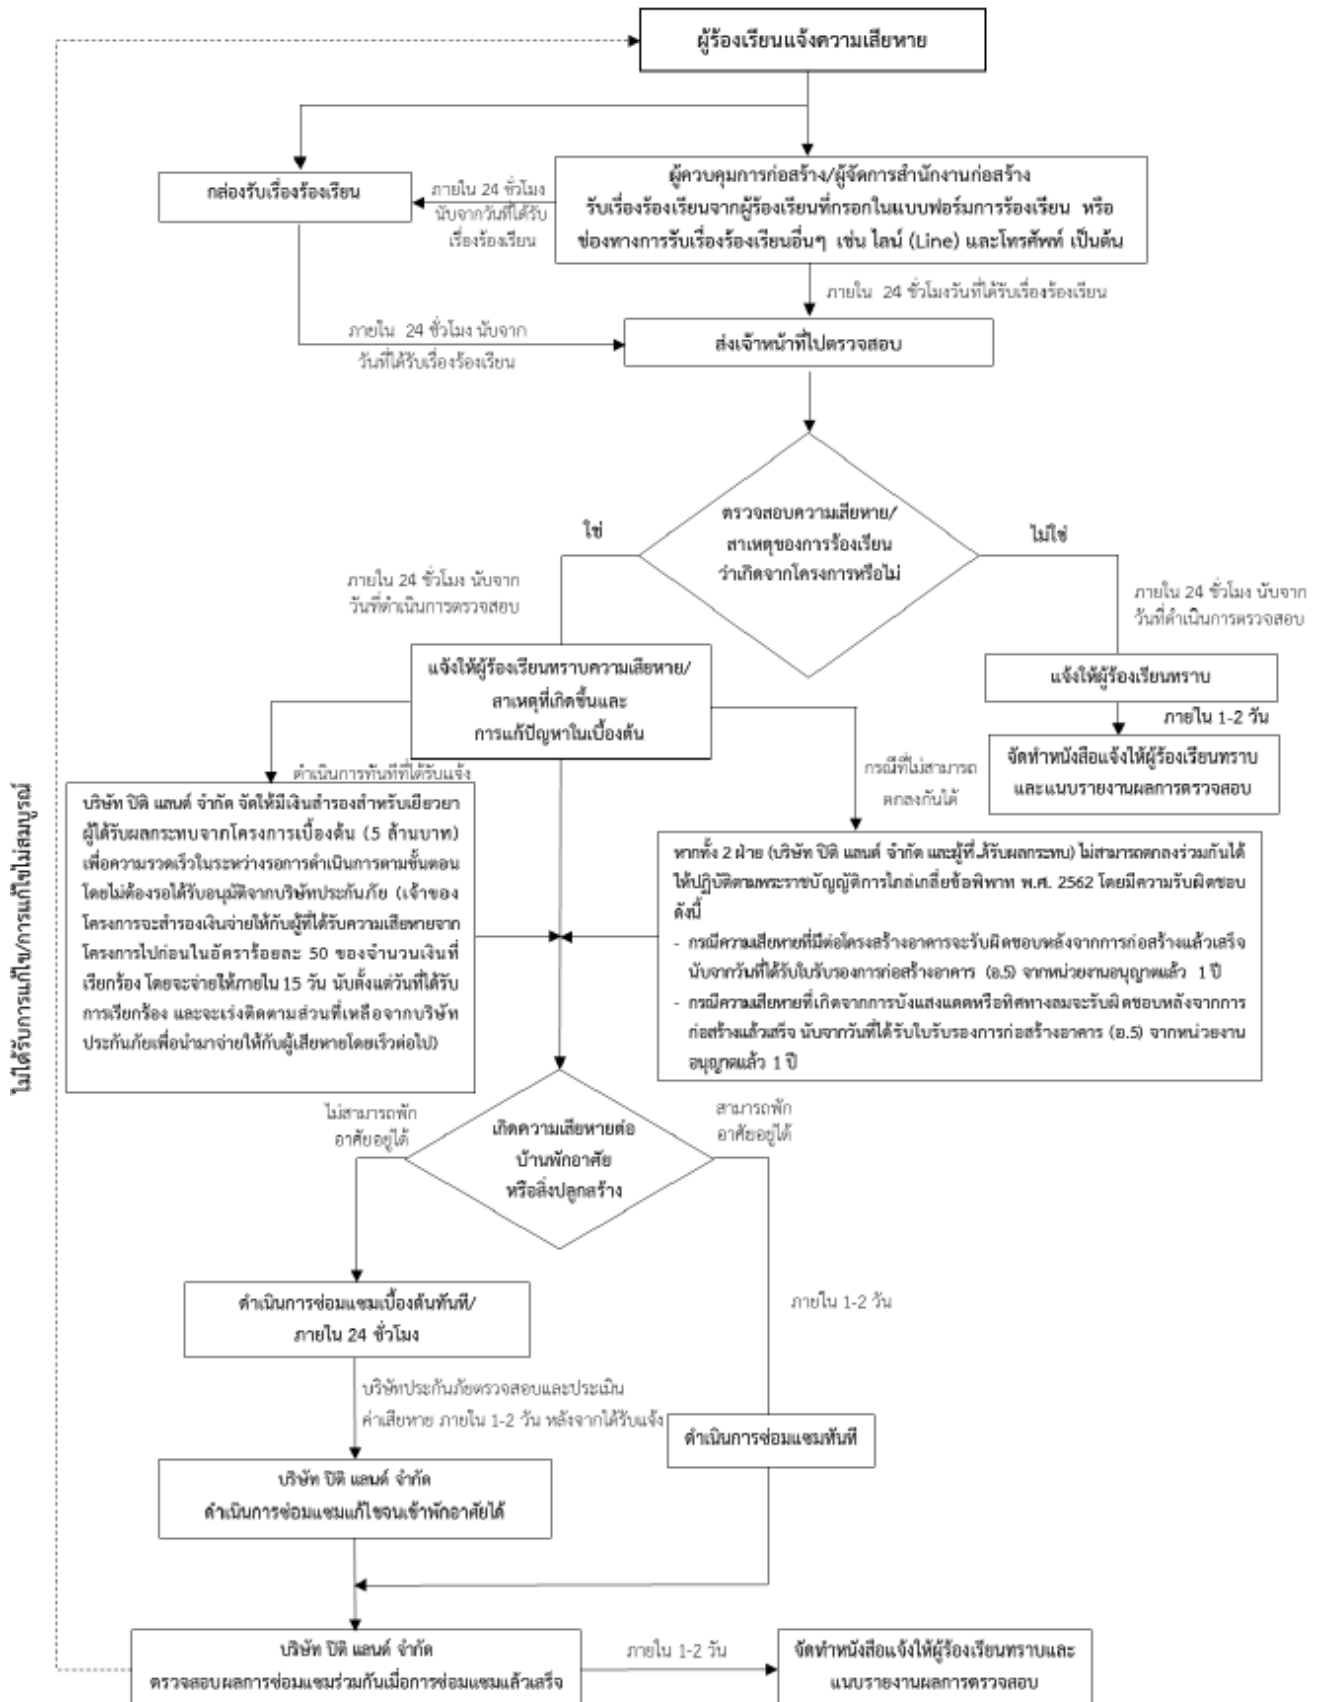 ผู้ร้องเรียนแจ้งความเสียหาย
กล่องรับเรื่องร้องเรียน
ภายใน 24 ชั่วโมง
นับจากวันที่ได้รับ
เรื่องร้องเรียน
ผู้ควบคุมการก่อสร้าง/ผู้จัดการสำนักงานก่อสร้าง
รับเรื่องร้องเรียนจากผู้ร้องเรียนที่กรอกในแบบฟอร์มการร้องเรียน หรือ
ช่องทางการรับเรื่องร้องเรียนอื่นๆ เช่น ไลน์ (Line) และโทรศัพท์ เป็นต้น
ภายใน 24 ชั่วโมงวันที่ได้รับเรื่องร้องเรียน
ภายใน 24 ชั่วโมง นับจาก
วันที่ได้รับเรื่องร้องเรียน
ส่งเจ้าหน้าที่ไปตรวจสอบ
ตรวจสอบความเสียหาย/
สาเหตุของการร้องเรียน
ว่าเกิดจากโครงการหรือไม่
ใช่
ไม่ใช่
ภายใน 24 ชั่วโมง นับจาก
วันที่ดำเนินการตรวจสอบ
ภายใน 24 ชั่วโมง นับจาก
วันที่ดำเนินการตรวจสอบ
แจ้งให้ผู้ร้องเรียนทราบความเสียหาย/
สาเหตุที่เกิดขึ้นและ
การแก้ปัญหาในเบื้องต้น
แจ้งให้ผู้ร้องเรียนทราบ
ภายใน 1-2 วัน
จัดทำหนังสือแจ้งให้ผู้ร้องเรียนทราบ
และแนบรายงานผลการตรวจสอบ
ดำเนินการทันทีที่ได้รับแจ้ง
กรณีที่ไม่สามารถ
ตกลงกันได้
บริษัท ปิติ แลนด์ จำกัด จัดให้มีเงินสำรองสำหรับเยียวยา
ผู้ได้รับผลกระทบจากโครงการเบื้องต้น (5 ล้านบาท)
เพื่อความรวดเร็วในระหว่างรอการดำเนินการตามขั้นตอน
โดยไม่ต้องรอได้รับอนุมัติจากบริษัทประกันภัย (เจ้าของ
โครงการจะสำรองเงินจ่ายให้กับผู้ที่ได้รับความเสียหายจาก
โครงการไปก่อนในอัตราร้อยละ 50 ของจำนวนเงินที่
เรียกร้อง โดยจะจ่ายให้ภายใน 15 วัน นับตั้งแต่วันที่ได้รับ
การเรียกร้อง และจะเร่งติดตามส่วนที่เหลือจากบริษัท
ประกันภัยเพื่อนำมาจ่ายให้กับผู้เสียหายโดยเร็วต่อไป)
หากทั้ง 2 ฝ่าย (บริษัท ปิติ แลนด์ จำกัด และผู้ที่ได้รับผลกระทบ) ไม่สามารถตกลงร่วมกันได้
ให้ปฏิบัติตามพระราชบัญญัติการไกล่เกลี่ยข้อพิพาท พ.ศ. 2562 โดยมีความรับผิดชอบ
ดังนี้
- กรณีความเสียหายที่มีต่อโครงสร้างอาคารจะรับผิดชอบหลังจากการก่อสร้างแล้วเสร็จ
นับจากวันที่ได้รับใบรับรองการก่อสร้างอาคาร (อ.5) จากหน่วยงานอนุญาตแล้ว 1 ปี
- กรณีความเสียหายที่เกิดจากการบังแสงแดดหรือทิศทางลมจะรับผิดชอบหลังจากการ
ก่อสร้างแล้วเสร็จ นับจากวันที่ได้รับใบรับรองการก่อสร้างอาคาร (อ.5) จากหน่วยงาน
อนุญาตแล้ว 1 ปี
ไม่ได้รับการแก้ไข/การแก้ไขไม่สมบูรณ์
ไม่สามารถพัก
อาศัยอยู่ได้
เกิดความเสียหายต่อ
บ้านพักอาศัย
หรือสิ่งปลูกสร้าง
สามารถพัก
อาศัยอยู่ได้
ดำเนินการซ่อมแซมเบื้องต้นทันที/
ภายใน 24 ชั่วโมง
ภายใน 1-2 วัน
บริษัทประกันภัยตรวจสอบและประเมิน
ค่าเสียหาย ภายใน 1-2 วัน หลังจากได้รับแจ้ง
ดำเนินการซ่อมแซมทันที
บริษัท ปิติ แลนด์ จำกัด
ดำเนินการซ่อมแซมแก้ไขจนเข้าพักอาศัยได้
บริษัท ปิติ แลนด์ จำกัด
ตรวจสอบผลการซ่อมแซมร่วมกันเมื่อการซ่อมแซมแล้วเสร็จ
ภายใน 1-2 วัน
จัดทำหนังสือแจ้งให้ผู้ร้องเรียนทราบและ
แนบรายงานผลการตรวจสอบ